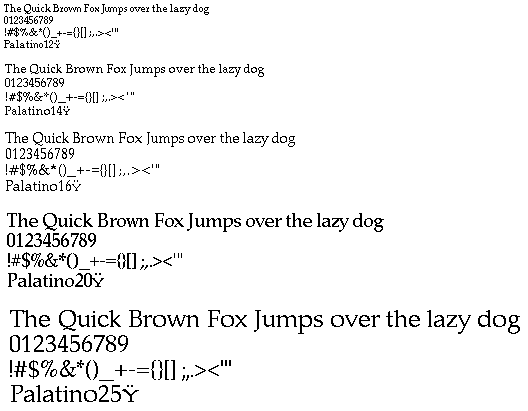 The Quick Brown Fox Jumps over the lazy dog
0123456789
!#$%&*()_+-={}[] ;,.><'"
Palatino12Ÿ
The Quick Brown Fox Jumps over the lazy dog
0123456789
!#$%&*()_+-={}[] ;,.><'"
Palatino14Ÿ
The Quick Brown Fox Jumps over the lazy dog
0123456789
!#$%&*()_+-={}[] ;,.><'"
Palatino16Ÿ
The Quick Brown Fox Jumps over the lazy dog
0123456789
!#$%&*()_+-={}[] ;,.><'"
Palatino20Ÿ
The Quick Brown Fox Jumps over the lazy dog
0123456789
!#$%&*()_+-={}[] ;,.><'"
Palatino25Ÿ